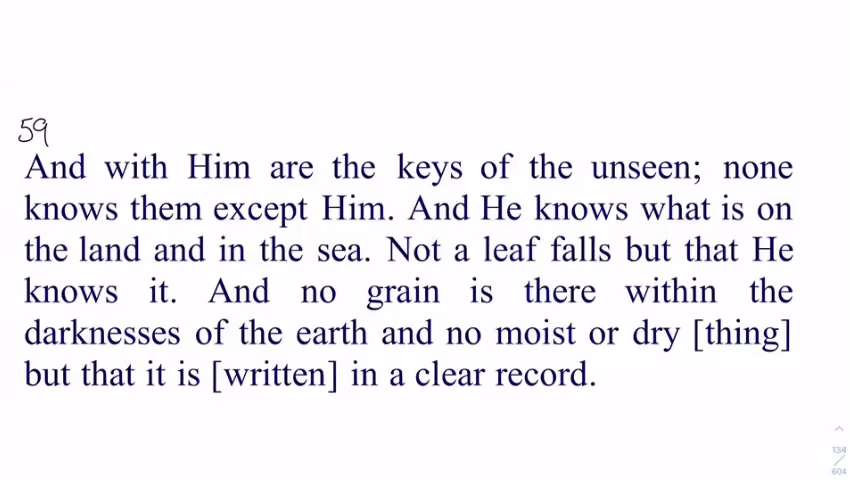 59
And with Him are the keys of the unseen; none
knows them except Him. And He knows what is on
the land and in the sea. Not a leaf falls but that He
knows it. And no grain is there within the
darknesses of the earth and no moist or dry [thing]
but that it is [written] in a clear record.
134
/
604